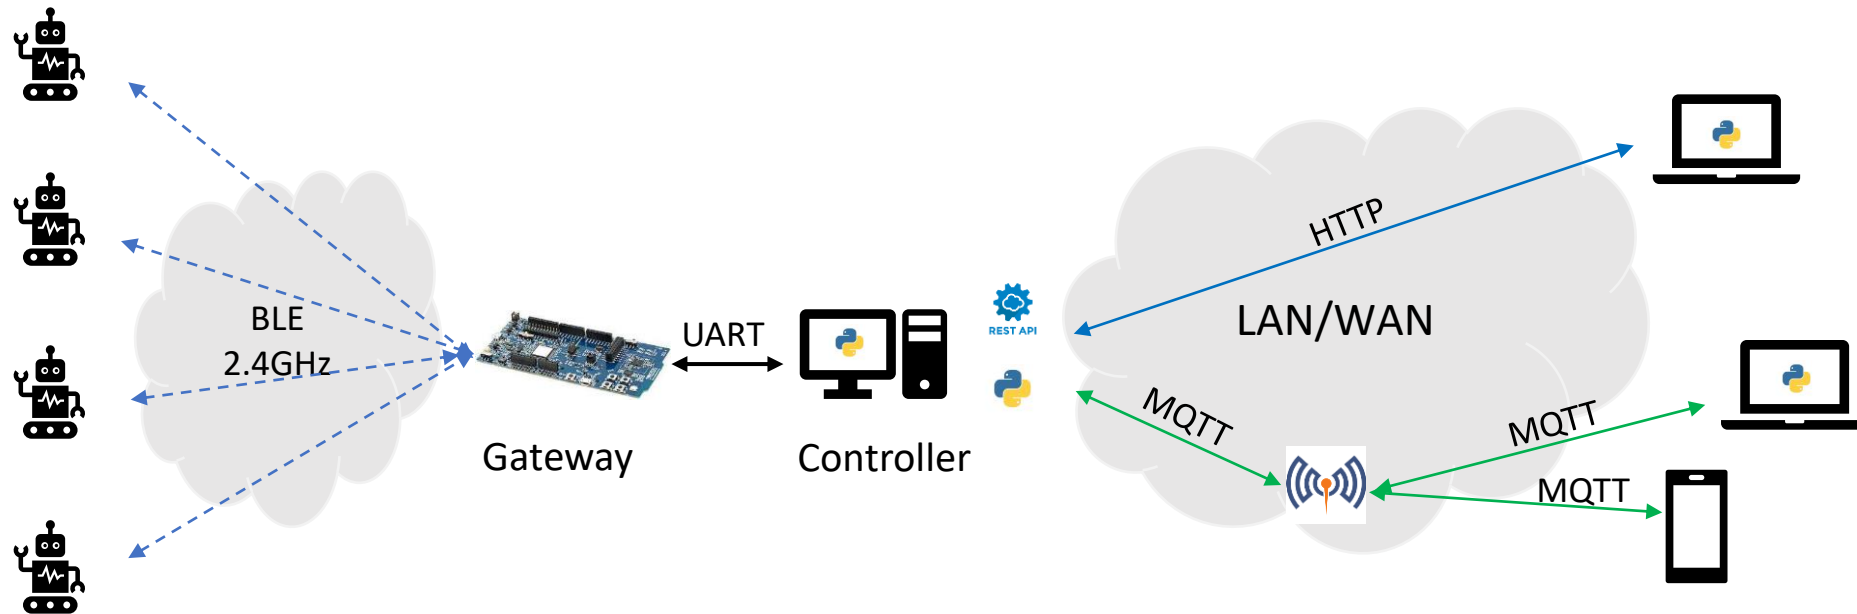 BLE
2.4GHz
Gateway
UART
Controller
REST API
HTTP
LAN/WAN
MQTT
MQTT
MQTT